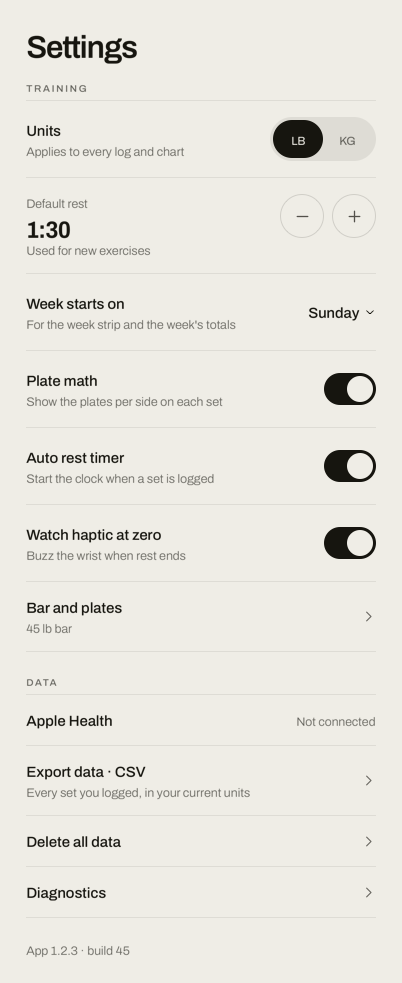 Settings
TRAINING
Units
Applies to every log and chart
LB
KG
Default rest
1:30
Used for new exercises
Week starts on
For the week strip and the week's totals
Sunday
Plate math
Show the plates per side on each set
Auto rest timer
Start the clock when a set is logged
Watch haptic at zero
Buzz the wrist when rest ends
Bar and plates
45 lb bar
DATA
Apple Health
Not connected
Export data · CSV
Every set you logged, in your current units
Delete all data
Diagnostics
App 1.2.3 · build 45